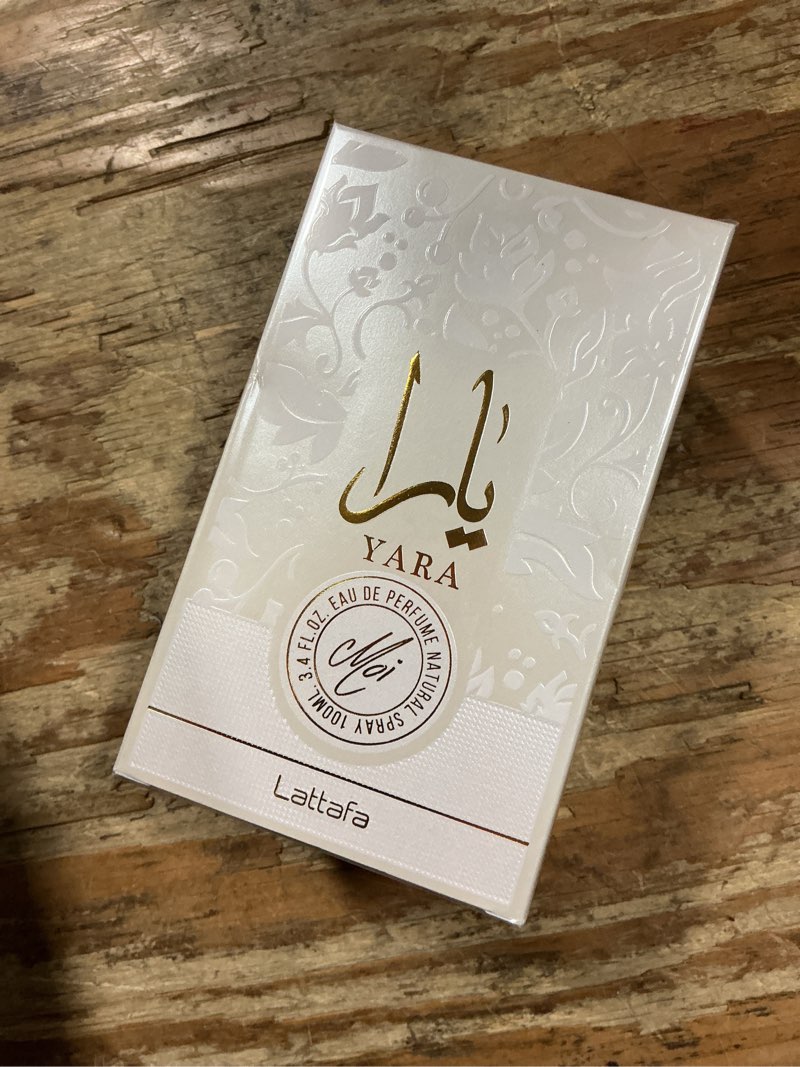 يارا
YARA
3.4 FL.OZ. EAU DE PERFUME NATURAL SPRAY 100ML.
Moi
Lattafa